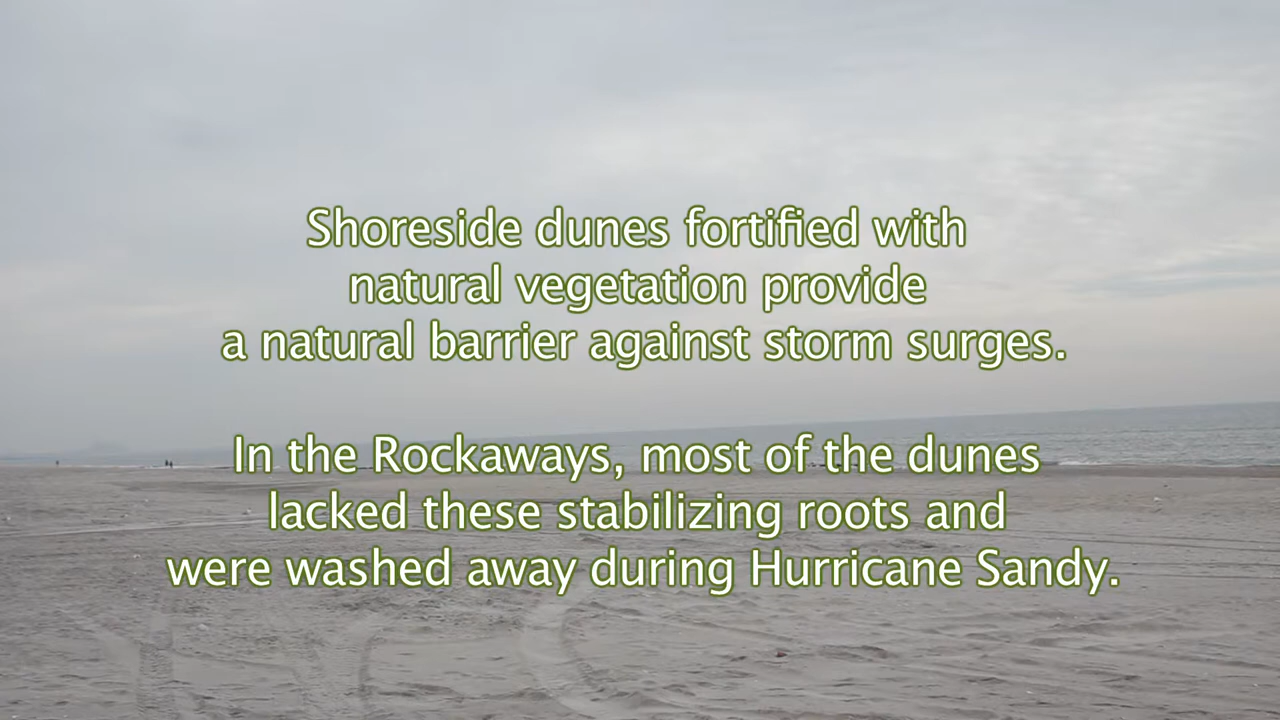 Shoreside dunes fortified with
natural vegetation provide
a natural barrier against storm surges.
In the Rockaways, most of the dunes
lacked these stabilizing roots and
were washed away during Hurricane Sandy.